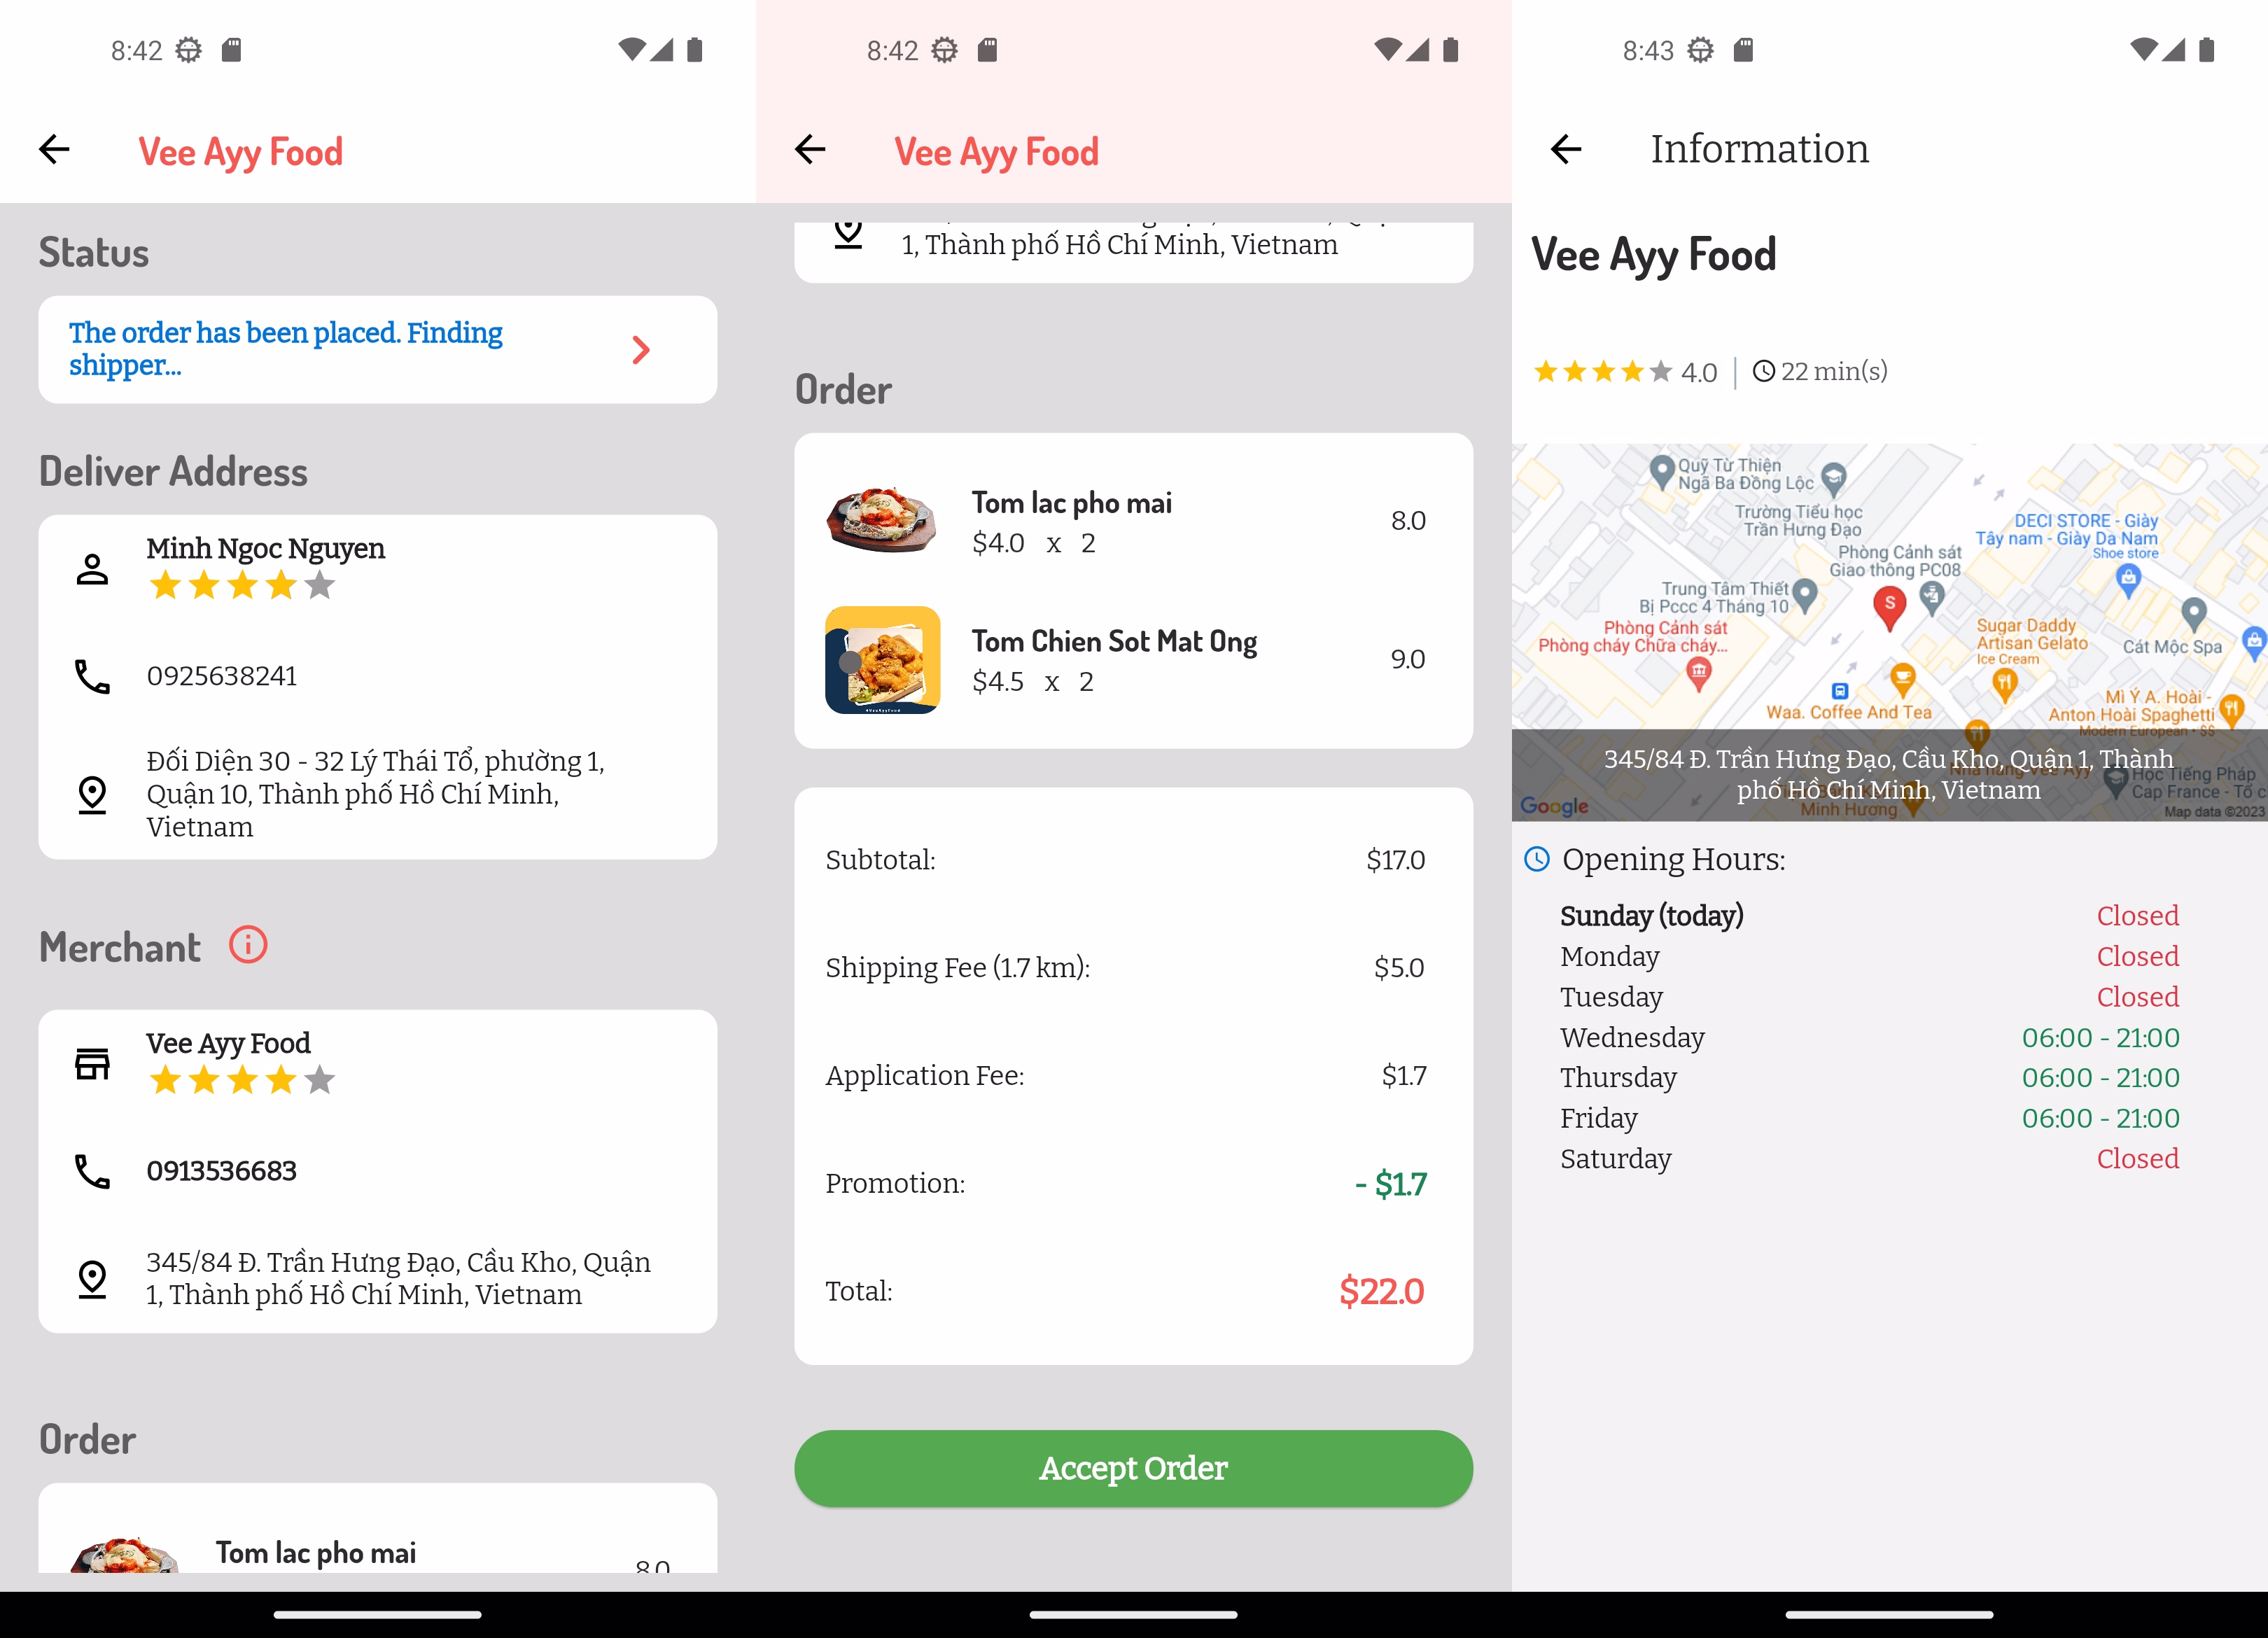 8:42
Vee Ayy Food
Status
The order has been placed. Finding
shipper...
Deliver Address
Minh Ngoc Nguyen
0925638241
Đối Diện 30 - 32 Lý Thái Tổ, phường 1,
Quận 10, Thành phố Hồ Chí Minh,
Vietnam
Merchant
Vee Ayy Food
0913536683
345/84 Đ. Trần Hưng Đạo, Cầu Kho, Quận
1, Thành phố Hồ Chí Minh, Vietnam
Order
Tom lac pho mai
8.0
8:42
Vee Ayy Food
1, Thành phố Hồ Chí Minh, Vietnam
Order
Tom lac pho mai
$4.0 x 2
8.0
Tom Chien Sot Mat Ong
$4.5 x 2
9.0
Subtotal: $17.0
Shipping Fee (1.7 km): $5.0
Application Fee: $1.7
Promotion: - $1.7
Total: $22.0
Accept Order
8:43
Information
Vee Ayy Food
4.0 22 min(s)
Quỹ Từ Thiện
Ngã Ba Đồng Lộc
Trường Tiểu học
Trần Hưng Đạo
DECI STORE - Giày
Tây nam - Giày Da Nam
Shoe store
Phòng Cảnh sát
Giao thông PC08
Trung Tâm Thiết
Bị Pccc 4 Tháng 10
S
Phòng cảnh sát
Phòng cháy Chữa cháy...
Sugar Daddy
Artisan Gelato
Ice Cream
Cát Mộc Spa
Waa. Coffee And Tea
Mì Ý A. Hoài -
Anton Hoài Spaghetti
Modern European • $$
345/84 Đ. Trần Hưng Đạo, Cầu Kho, Quận 1, Thành
phố Hồ Chí Minh, Vietnam
Nhà hàng Vee Ayy
Học Tiếng Pháp
Cap France - Tổ c
Minh Hương
Google
Map data ©2023
Opening Hours:
Sunday (today) Closed
Monday Closed
Tuesday Closed
Wednesday 06:00 - 21:00
Thursday 06:00 - 21:00
Friday 06:00 - 21:00
Saturday Closed